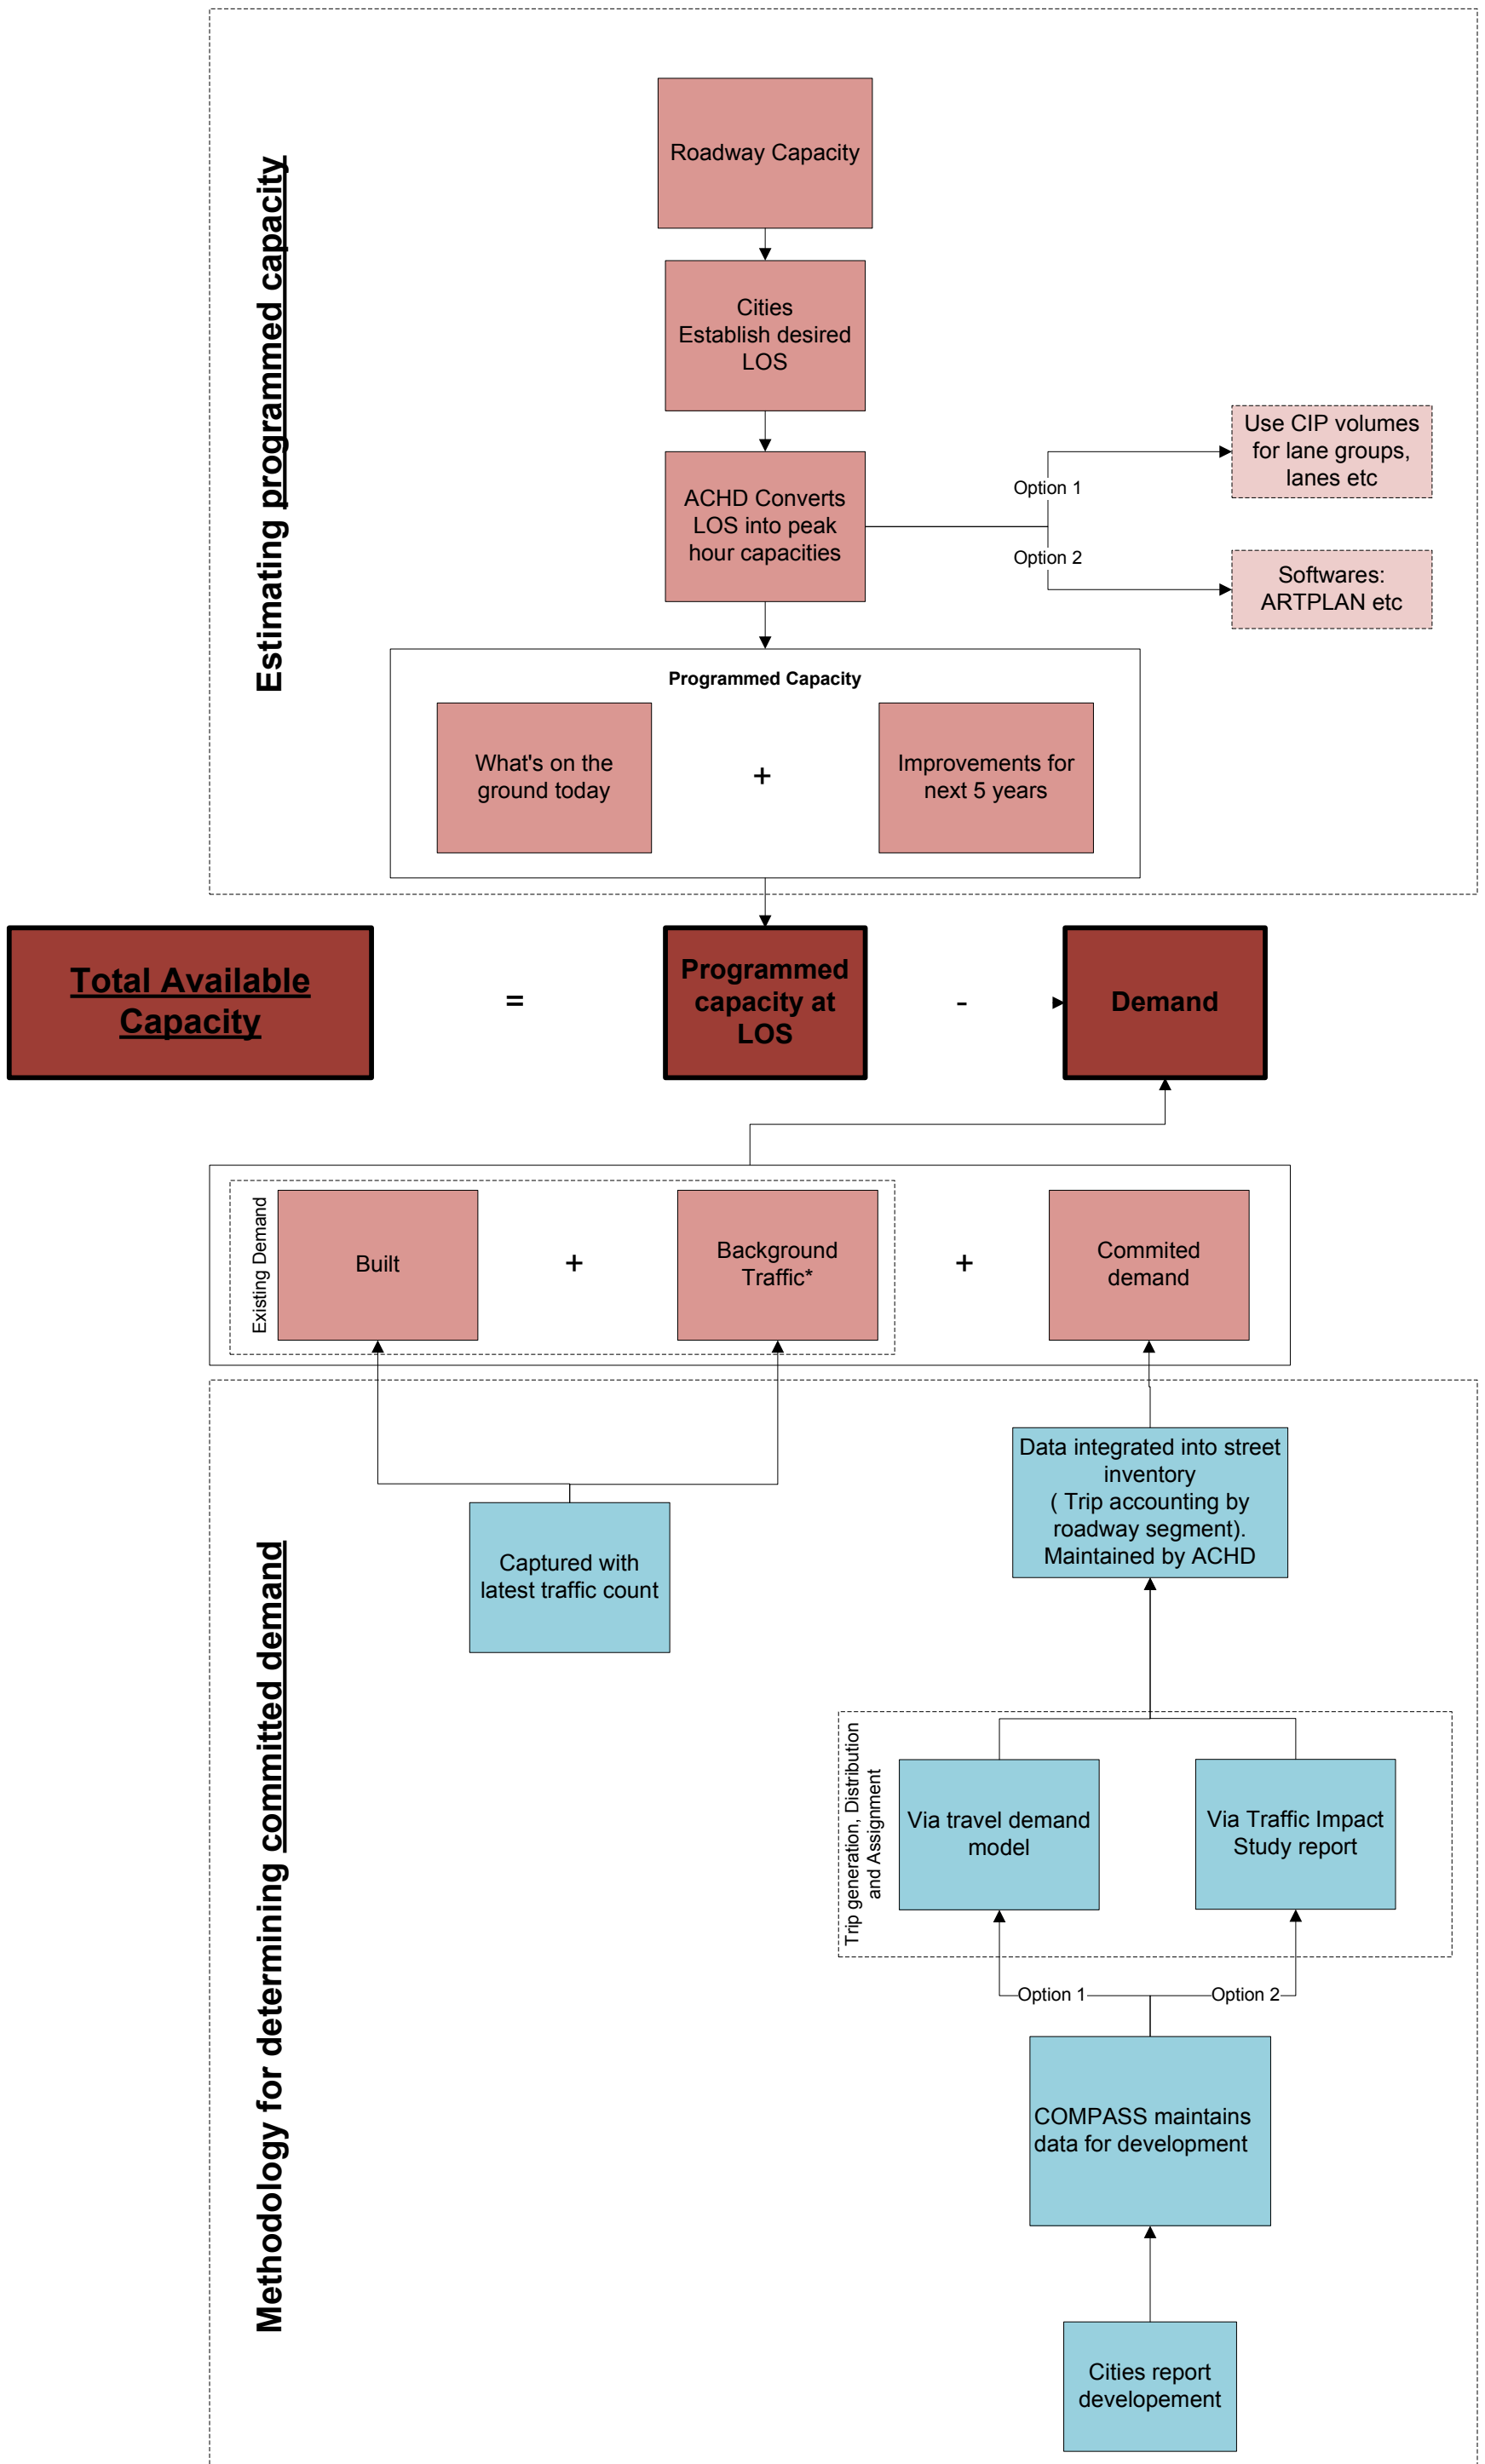 Estimating programmed capacity
Roadway Capacity
Cities
Establish desired
LOS
ACHD Converts
LOS into peak
hour capacities
Option 1
Option 2
Use CIP volumes
for lane groups,
lanes etc
Softwares:
ARTPLAN etc
Programmed Capacity
What's on the
ground today
+
Improvements for
next 5 years
Total Available
Capacity
=
Programmed
capacity at
LOS
-
Demand
Existing Demand
Built
+
Background
Traffic*
+
Commited
demand
Methodology for determining committed demand
Captured with
latest traffic count
Data integrated into street
inventory
( Trip accounting by
roadway segment).
Maintained by ACHD
Trip generation, Distribution
and Assignment
Via travel demand
model
Via Traffic Impact
Study report
Option 1
Option 2
COMPASS maintains
data for development
Cities report
developement